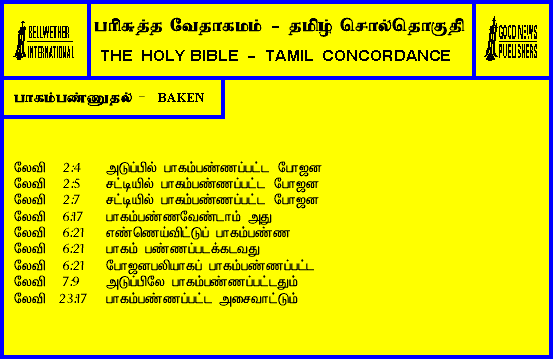 BELLWETHER
INTERNATIONAL
பரிசுத்த வேதாகமம் - தமிழ் சொல்தொகுதி
THE HOLY BIBLE - TAMIL CONCORDANCE
GOOD NEWS
PUBLISHERS
பாகம்பண்ணுதல் - BAKEN
லேவி 2:4 அடுப்பில் பாகம்பண்ணப்பட்ட போஜன
லேவி 2:5 சட்டியில் பாகம்பண்ணப்பட்ட போஜன
லேவி 2:7 சட்டியில் பாகம்பண்ணப்பட்ட போஜன
லேவி 6:17 பாகம்பண்ணவேண்டாம் அது
லேவி 6:21 எண்ணெய்விட்டுப் பாகம்பண்ண
லேவி 6:21 பாகம் பண்ணப்படக்கடவது
லேவி 6:21 போஜனபலியாகப் பாகம்பண்ணப்பட்ட
லேவி 7:9 அடுப்பிலே பாகம்பண்ணப்பட்டதும்
லேவி 23:17 பாகம்பண்ணப்பட்ட அசைவாட்டும்